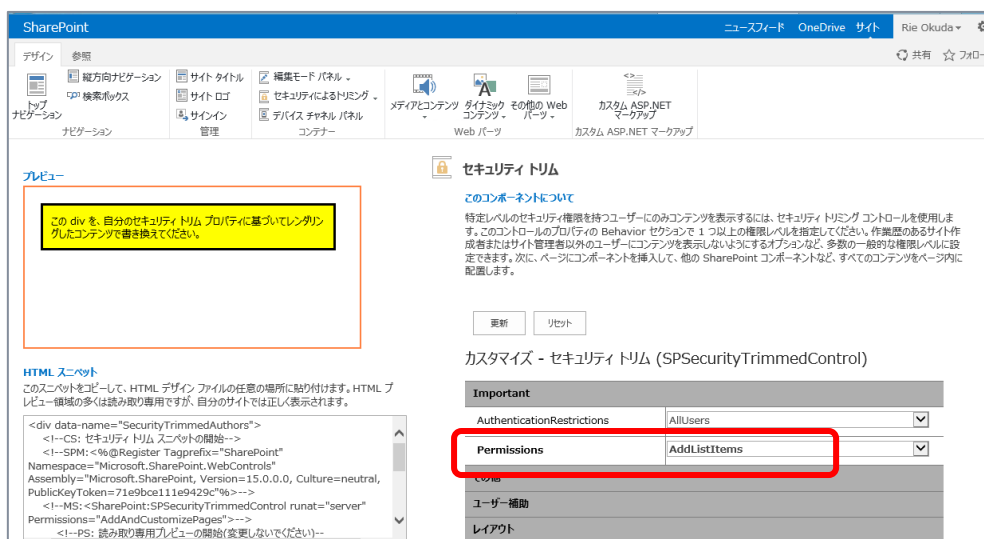 SharePoint
ニュースフィード OneDrive サイト Rie Okuda
デザイン 参照
共有 フォロー
縦方向ナビゲーション
検索ボックス
トップ
ナビゲーション
ナビゲーション
サイト タイトル
サイト ロゴ
サインイン
管理
編集モード パネル
セキュリティによるトリミング
デバイス チャネル パネル
コンテナー
メディアとコンテンツ
ダイナミック
コンテンツ
その他の Web
パーツ
Web パーツ
カスタム ASP.NET
マークアップ
カスタム ASP.NET マークアップ
プレビュー
この div を、自分のセキュリティ トリム プロパティに基づいてレンダリン
グしたコンテンツで書き換えてください。
HTML スニペット
このスニペットをコピーして、HTML デザイン ファイルの任意の場所に貼り付けます。HTML プ
レビュー領域の多くは読み取り専用ですが、自分のサイトでは正しく表示されます。
<div data-name="SecurityTrimmedAuthors">
<!--CS: セキュリティ トリム スニペットの開始-->
<!--SPM:<%@Register Tagprefix="SharePoint"
Namespace="Microsoft.SharePoint.WebControls"
Assembly="Microsoft.SharePoint, Version=15.0.0.0, Culture=neutral,
PublicKeyToken=71e9bce111e9429c"%>-->
<!--MS:<SharePoint:SPSecurityTrimmedControl runat="server"
Permissions="AddAndCustomizePages">-->
<!--PS: 読み取り専用プレビューの開始(変更しないでください)--
セキュリティ トリム
このコンポーネントについて
特定レベルのセキュリティ権限を持つユーザーにのみコンテンツを表示するには、セキュリティ トリミング コントロールを使用しま
す。このコントロールのプロパティの Behavior セクションで 1 つ以上の権限レベルを指定してください。作業歴のあるサイト作
成者またはサイト管理者以外のユーザーにコンテンツを表示しないようにするオプションなど、多数の一般的な権限レベルに設
定できます。次に、ページにコンポーネントを挿入して、他の SharePoint コンポーネントなど、すべてのコンテンツをページ内に
配置します。
更新 リセット
カスタマイズ - セキュリティ トリム (SPSecurityTrimmedControl)
Important
AuthenticationRestrictions AllUsers
Permissions AddListItems
その他
ユーザー補助
レイアウト